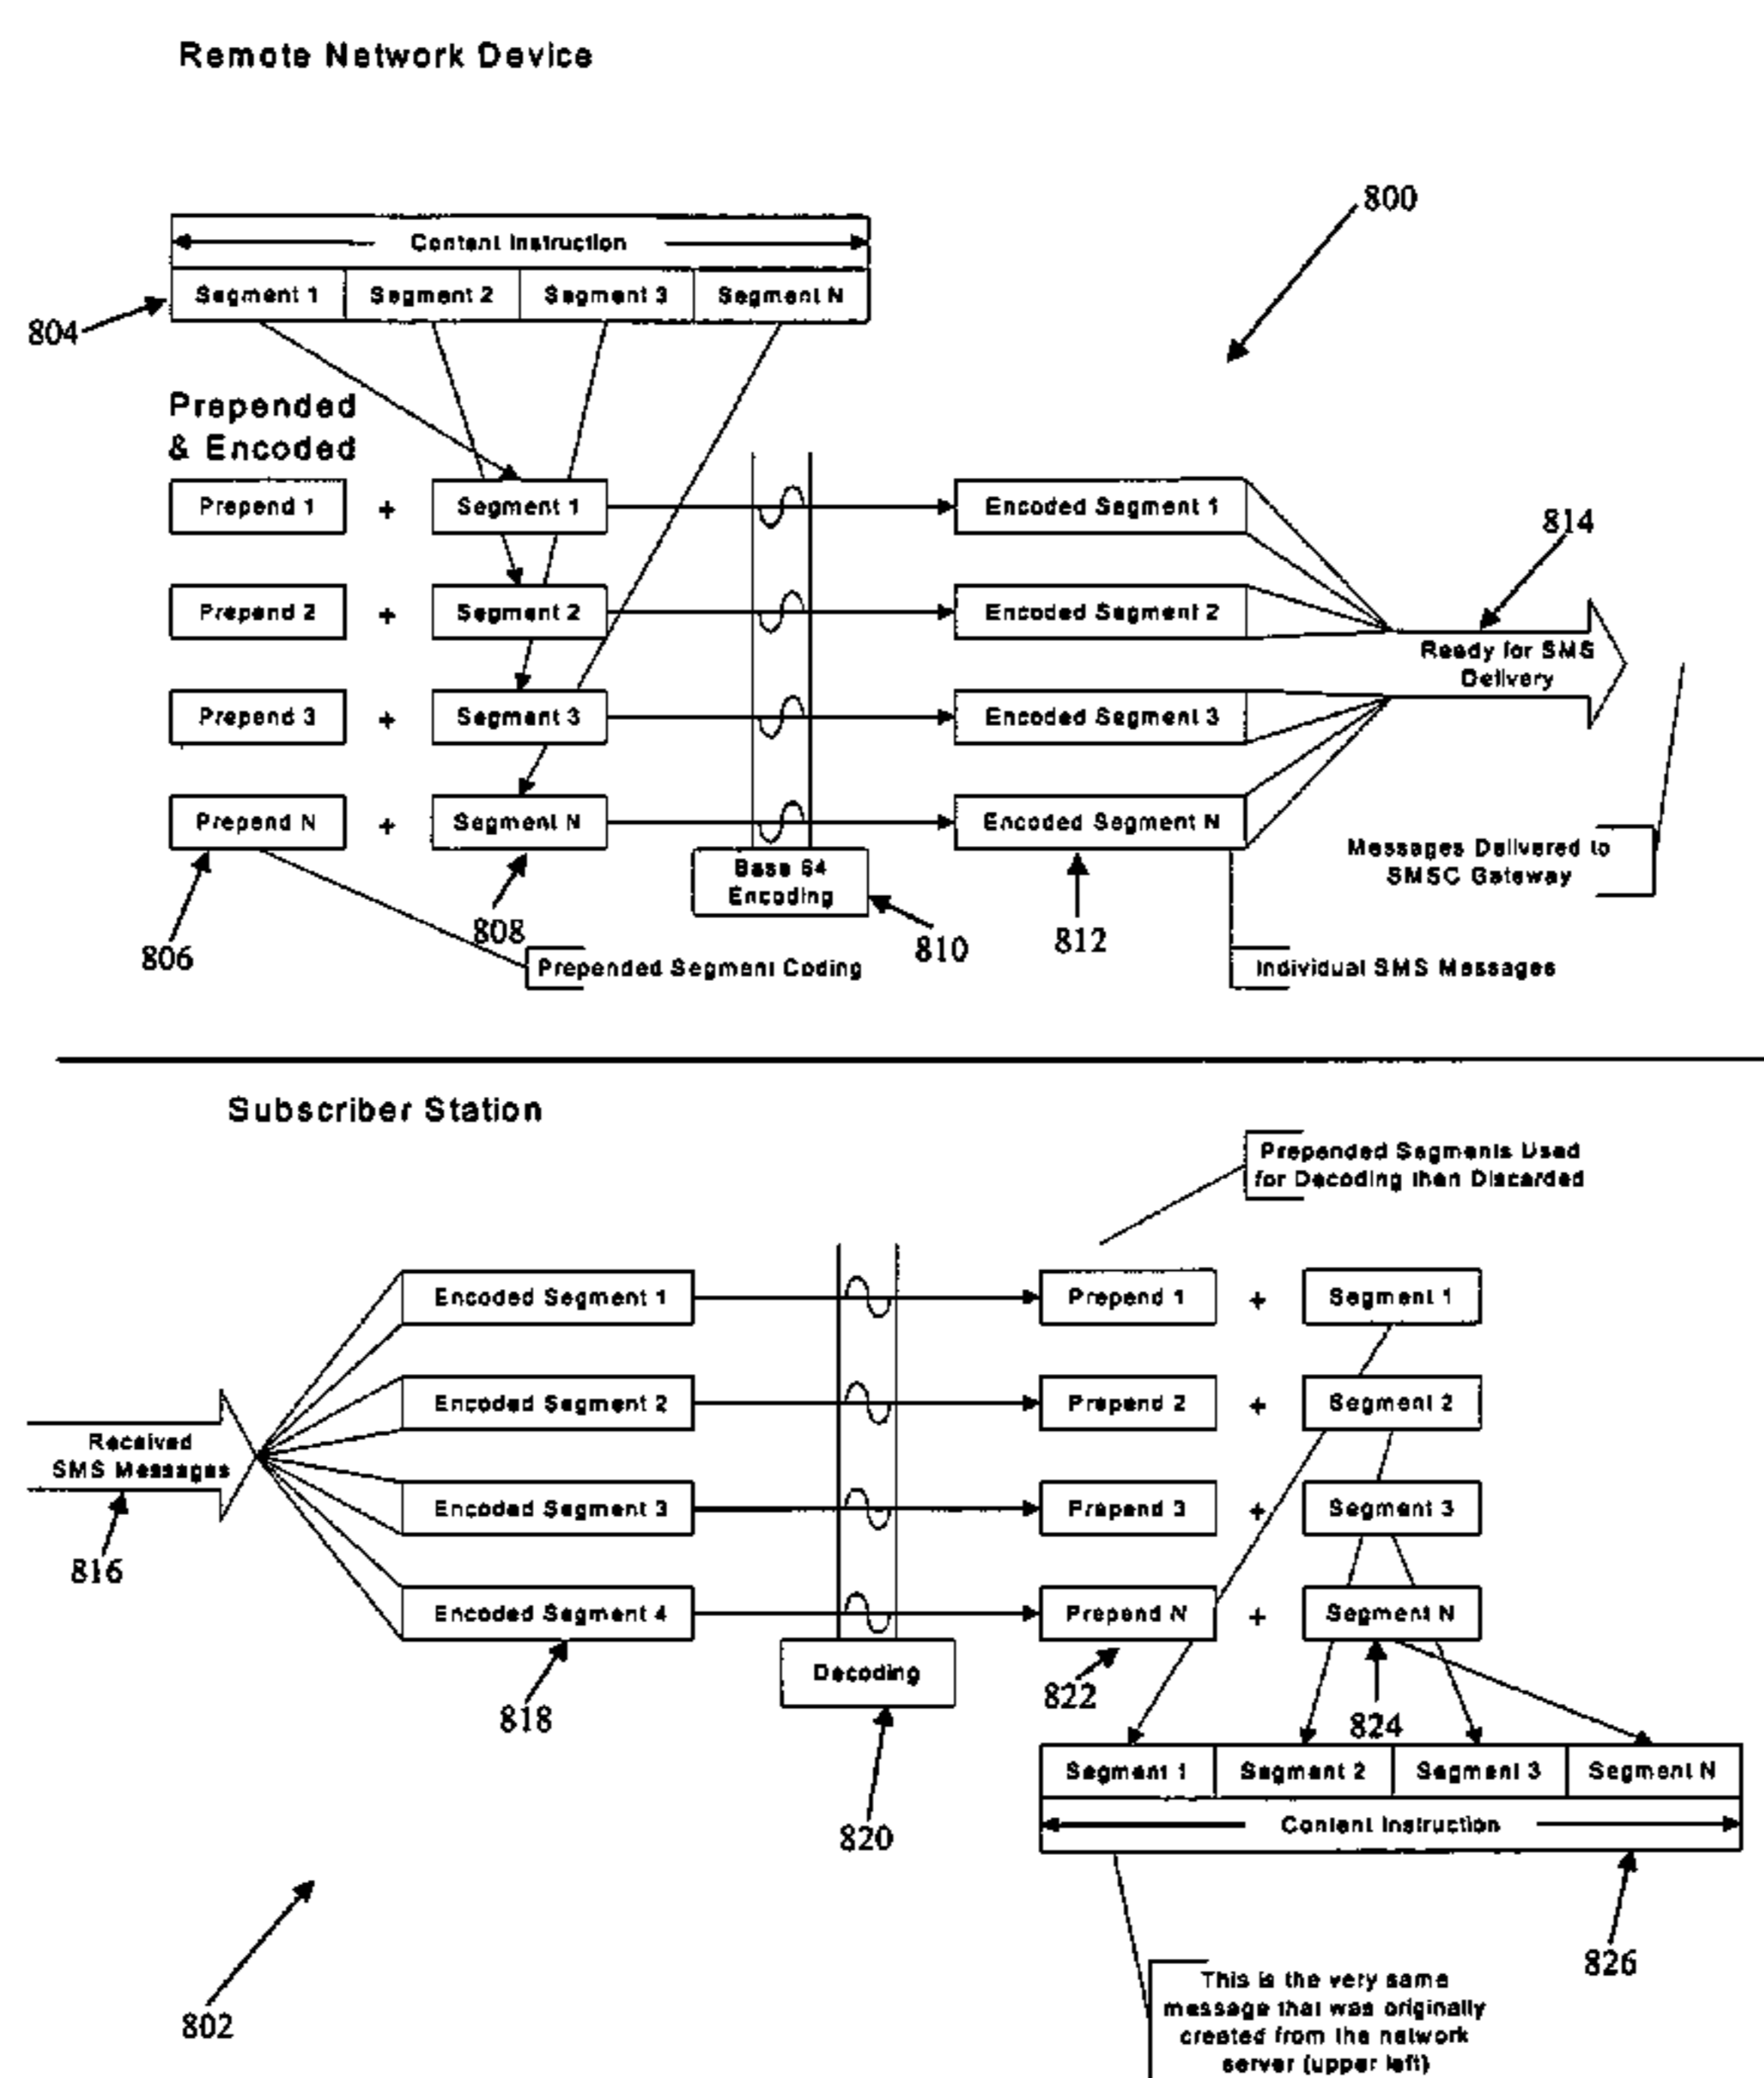 Remote Network Device
800
Content Instruction
Segment 1 Segment 2 Segment 3 Segment N
804
Prepended
& Encoded
Prepend 1 + Segment 1 Encoded Segment 1
814
Prepend 2 + Segment 2 Encoded Segment 2
Ready for SMS
Delivery
Prepend 3 + Segment 3 Encoded Segment 3
Prepend N + Segment N Encoded Segment N
Base 64
Encoding
Messages Delivered to
SMSC Gateway
806
808
810
812
Prepended Segment Coding
Individual SMS Messages
Subscriber Station
Prepended Segments Used
for Decoding then Discarded
Encoded Segment 1 Prepend 1 + Segment 1
Encoded Segment 2 Prepend 2 + Segment 2
Received
SMS Messages
Encoded Segment 3 Prepend 3 + Segment 3
816
Encoded Segment 4 Prepend N + Segment N
Decoding
818
822
824
Segment 1 Segment 2 Segment 3 Segment N
Content Instruction
820
826
This is the very same
message that was originally
created from the network
server (upper left)
802